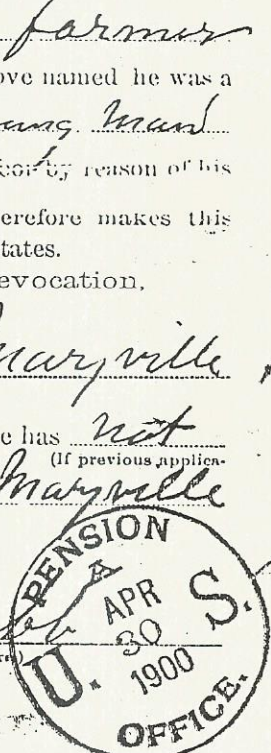 farmer
ove named he was a
ung man
by reason of his
erefore makes this
tates.
evocation,
Maryville
e has not
(If previous applica-
Maryville
PENSION
A
APR
30
1900
U. S.
OFFICE.